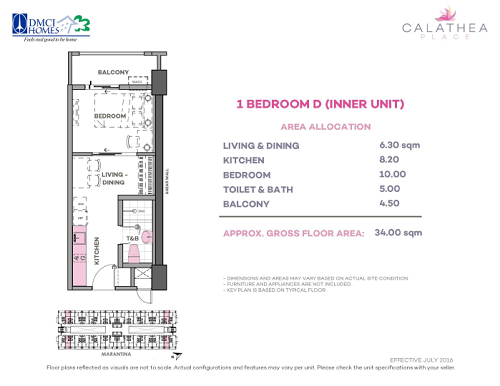 DMCI HOMES
Feels real good to be home
CALATHEA
PLACE
BALCONY
BEDROOM
LIVING -
DINING
SHEAR WALL
T&B
KITCHEN
MARANTINA
N
1 BEDROOM D (INNER UNIT)
AREA ALLOCATION
LIVING & DINING 6.30 sqm
KITCHEN 8.20
BEDROOM 10.00
TOILET & BATH 5.00
BALCONY 4.50
APPROX. GROSS FLOOR AREA: 34.00 sqm
- DIMENSIONS AND AREAS MAY VARY BASED ON ACTUAL SITE CONDITION
- FURNITURE AND APPLIANCES ARE NOT INCLUDED.
- KEY PLAN IS BASED ON TYPICAL FLOOR
EFFECTIVE JULY 2016
Floor plans reflected as visuals are not to scale. Actual configurations and features may vary per unit. Please check the unit specifications with your seller.